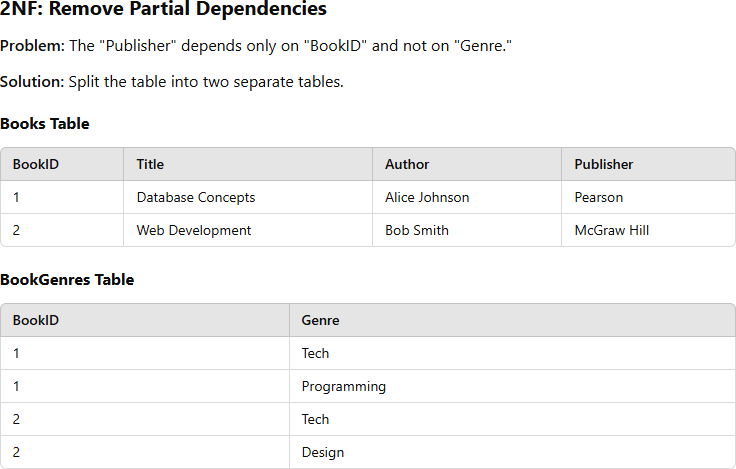 2NF: Remove Partial Dependencies
Problem: The "Publisher" depends only on "BookID" and not on "Genre."
Solution: Split the table into two separate tables.
Books Table
BookID Title Author Publisher
1 Database Concepts Alice Johnson Pearson
2 Web Development Bob Smith McGraw Hill
BookGenres Table
BookID Genre
1 Tech
1 Programming
2 Tech
2 Design